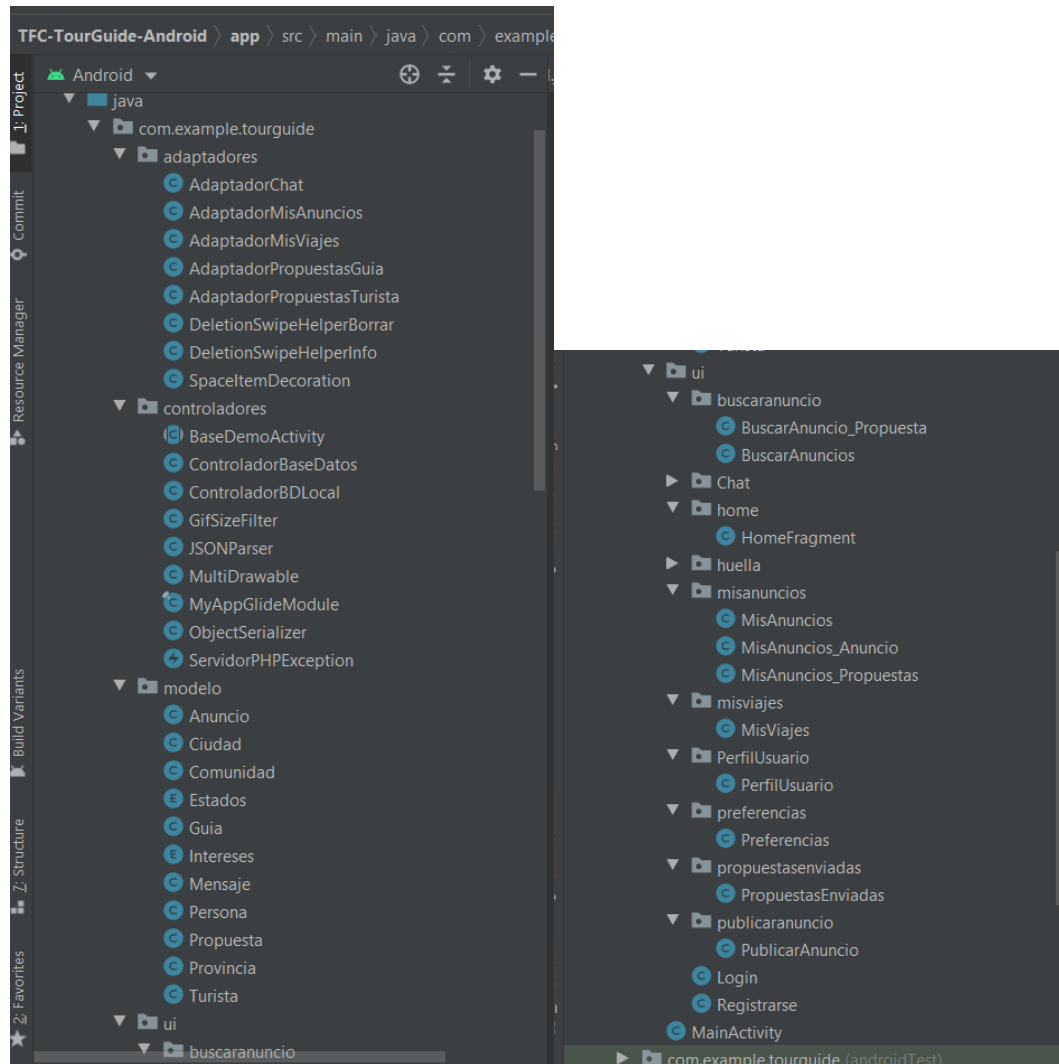 TFC-TourGuide-Android 〉 app 〉 src 〉 main 〉 java 〉 com 〉 example
Android
1: Project
Commit
Resource Manager
Build Variants
7: Structure
2: Favorites
java
com.example.tourguide
adaptadores
AdaptadorChat
AdaptadorMisAnuncios
AdaptadorMisViajes
AdaptadorPropuestasGuia
AdaptadorPropuestasTurista
DeletionSwipeHelperBorrar
DeletionSwipeHelperInfo
SpaceItemDecoration
controladores
BaseDemoActivity
ControladorBaseDatos
ControladorBDLocal
GifSizeFilter
JSONParser
MultiDrawable
MyAppGlideModule
ObjectSerializer
ServidorPHPException
modelo
Anuncio
Ciudad
Comunidad
Estados
Guia
Intereses
Mensaje
Persona
Propuesta
Provincia
Turista
ui
buscaranuncio
ui
buscaranuncio
BuscarAnuncio_Propuesta
BuscarAnuncios
Chat
home
HomeFragment
huella
misanuncios
MisAnuncios
MisAnuncios_Anuncio
MisAnuncios_Propuestas
misviajes
MisViajes
PerfilUsuario
PerfilUsuario
preferencias
Preferencias
propuestasenviadas
PropuestasEnviadas
publicaranuncio
PublicarAnuncio
Login
Registrarse
MainActivity
com.example.tourguide (androidTest)